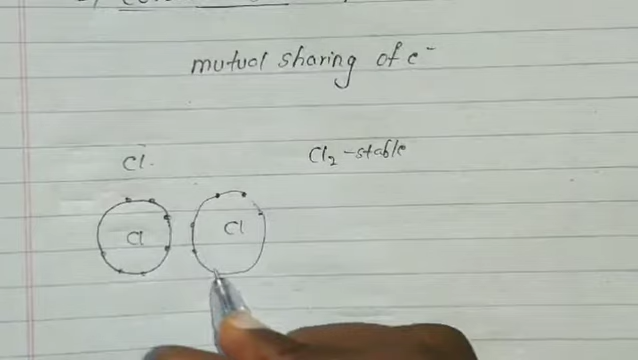 mutual sharing of e⁻
Cl. Cl₂ -stable
Cl Cl